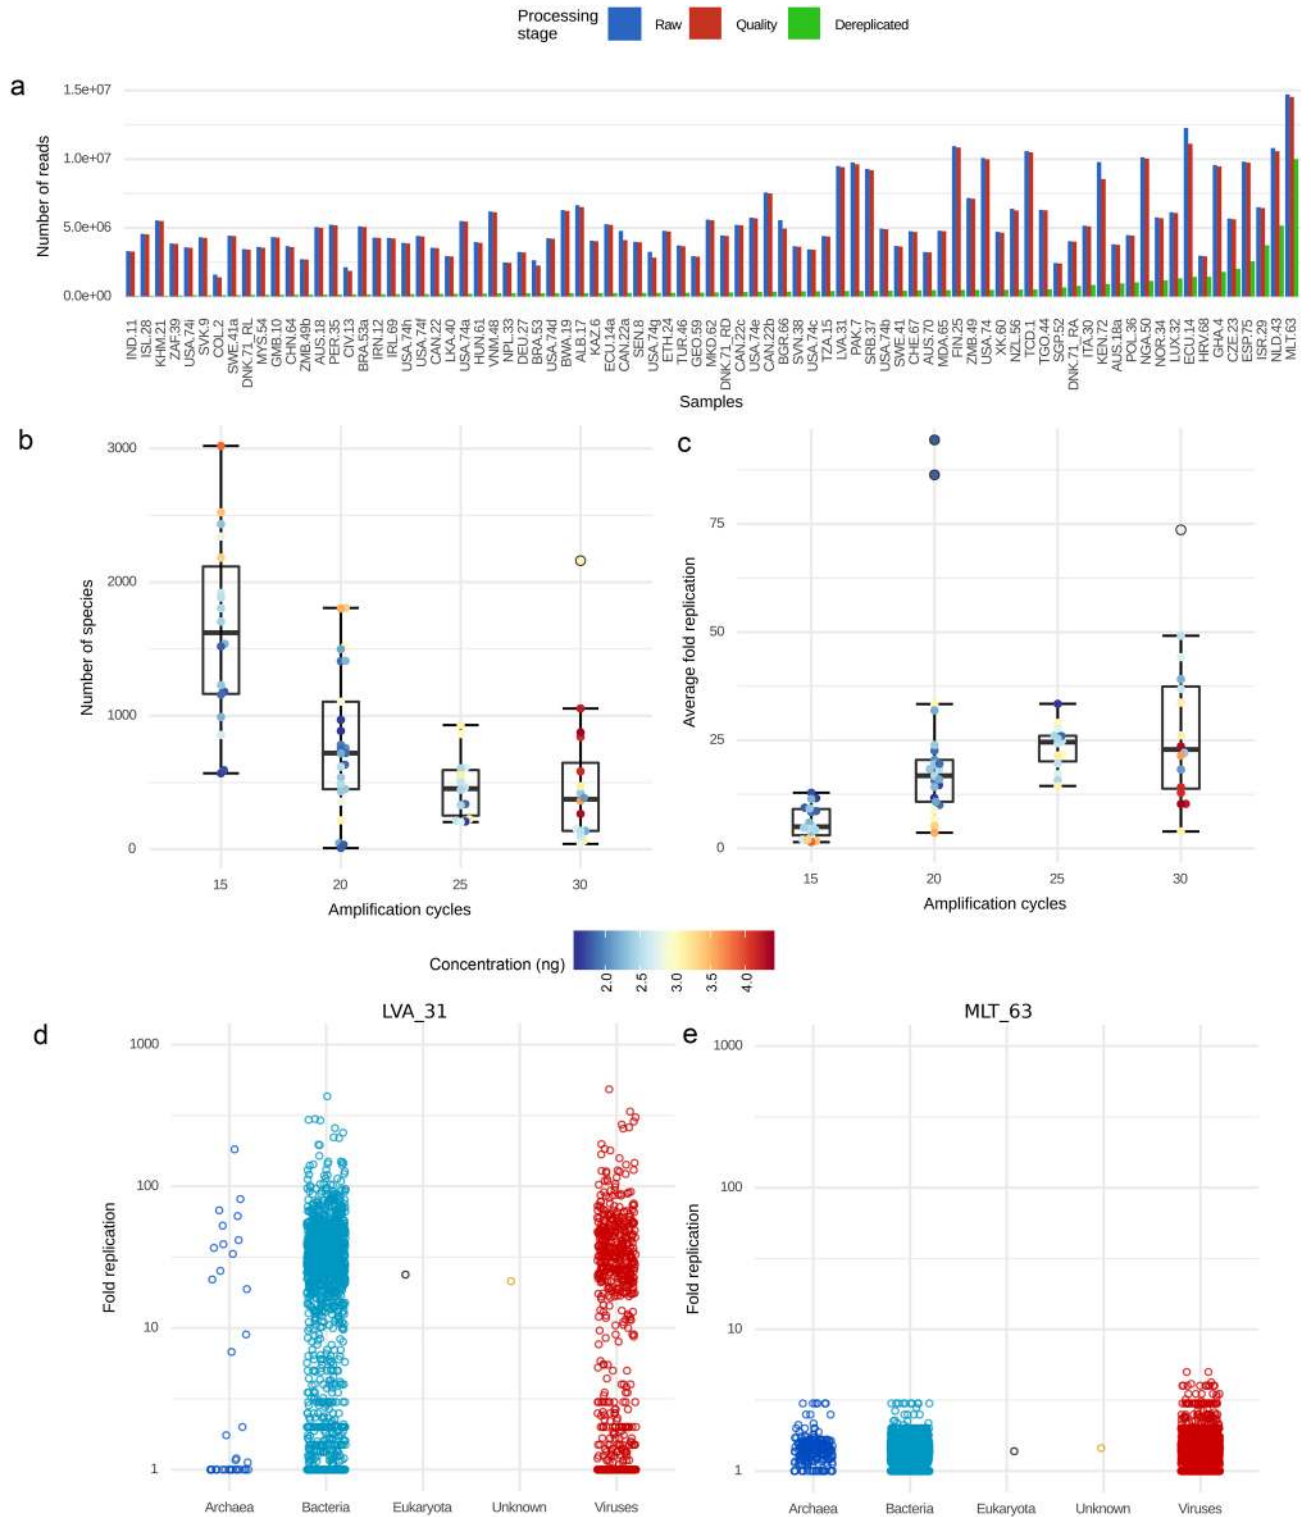 Processing
stage
Raw
Quality
Dereplicated
a
Number of reads
1.5e+07
1.0e+07
5.0e+06
0.0e+00
IND.11
ISL.28
KHM.21
ZAF.39
USA.74i
SVK.9
COL.2
SWE.41a
DNK.71_RL
MYS.54
GMB.10
CHN.64
ZMB.49b
AUS.18
PER.35
CIV.13
BRA.53a
IRN.12
IRL.69
USA.74h
USA.74f
CAN.22
LKA.40
USA.74a
HUN.61
VNM.48
NPL.33
DEU.27
BRA.53
USA.74d
BWA.19
ALB.17
KAZ.6
ECU.14a
CAN.22a
SEN.8
USA.74g
ETH.24
TUR.46
GEO.59
MKD.62
DNK.71_RD
CAN.22c
USA.74e
CAN.22b
BGR.66
SVN.38
USA.74c
TZA.15
LVA.31
PAK.7
SRB.37
USA.74b
SWE.41
CHE.67
AUS.70
MDA.65
FIN.25
ZMB.49
USA.74
XK.60
NZL.56
TCD.1
TGO.44
SGP.52
DNK.71_RA
ITA.30
KEN.72
AUS.18a
POL.36
NGA.50
NOR.34
LUX.32
ECU.14
HRV.68
GHA.4
CZE.23
ESP.75
ISR.29
NLD.43
MLT.63
Samples
b
Number of species
3000
2000
1000
0
15
20
25
30
Amplification cycles
c
Average fold replication
75
50
25
0
15
20
25
30
Amplification cycles
Concentration (ng)
2.0
2.5
3.0
3.5
4.0
d
LVA_31
Fold replication
1000
100
10
1
Archaea
Bacteria
Eukaryota
Unknown
Viruses
e
MLT_63
Fold replication
1000
100
10
1
Archaea
Bacteria
Eukaryota
Unknown
Viruses